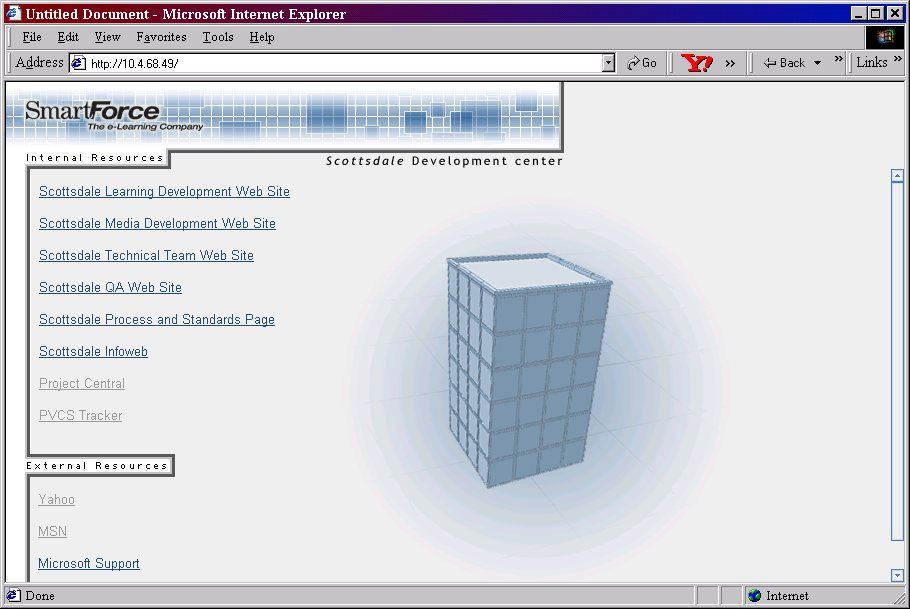 Untitled Document - Microsoft Internet Explorer
File Edit View Favorites Tools Help
Address http://10.4.68.49/ Go Y! » Back » Links »
SmartForce
The e-Learning Company
Internal Resources
Scottsdale Development center
Scottsdale Learning Development Web Site
Scottsdale Media Development Web Site
Scottsdale Technical Team Web Site
Scottsdale QA Web Site
Scottsdale Process and Standards Page
Scottsdale Infoweb
Project Central
PVCS Tracker
External Resources
Yahoo
MSN
Microsoft Support
Done Internet